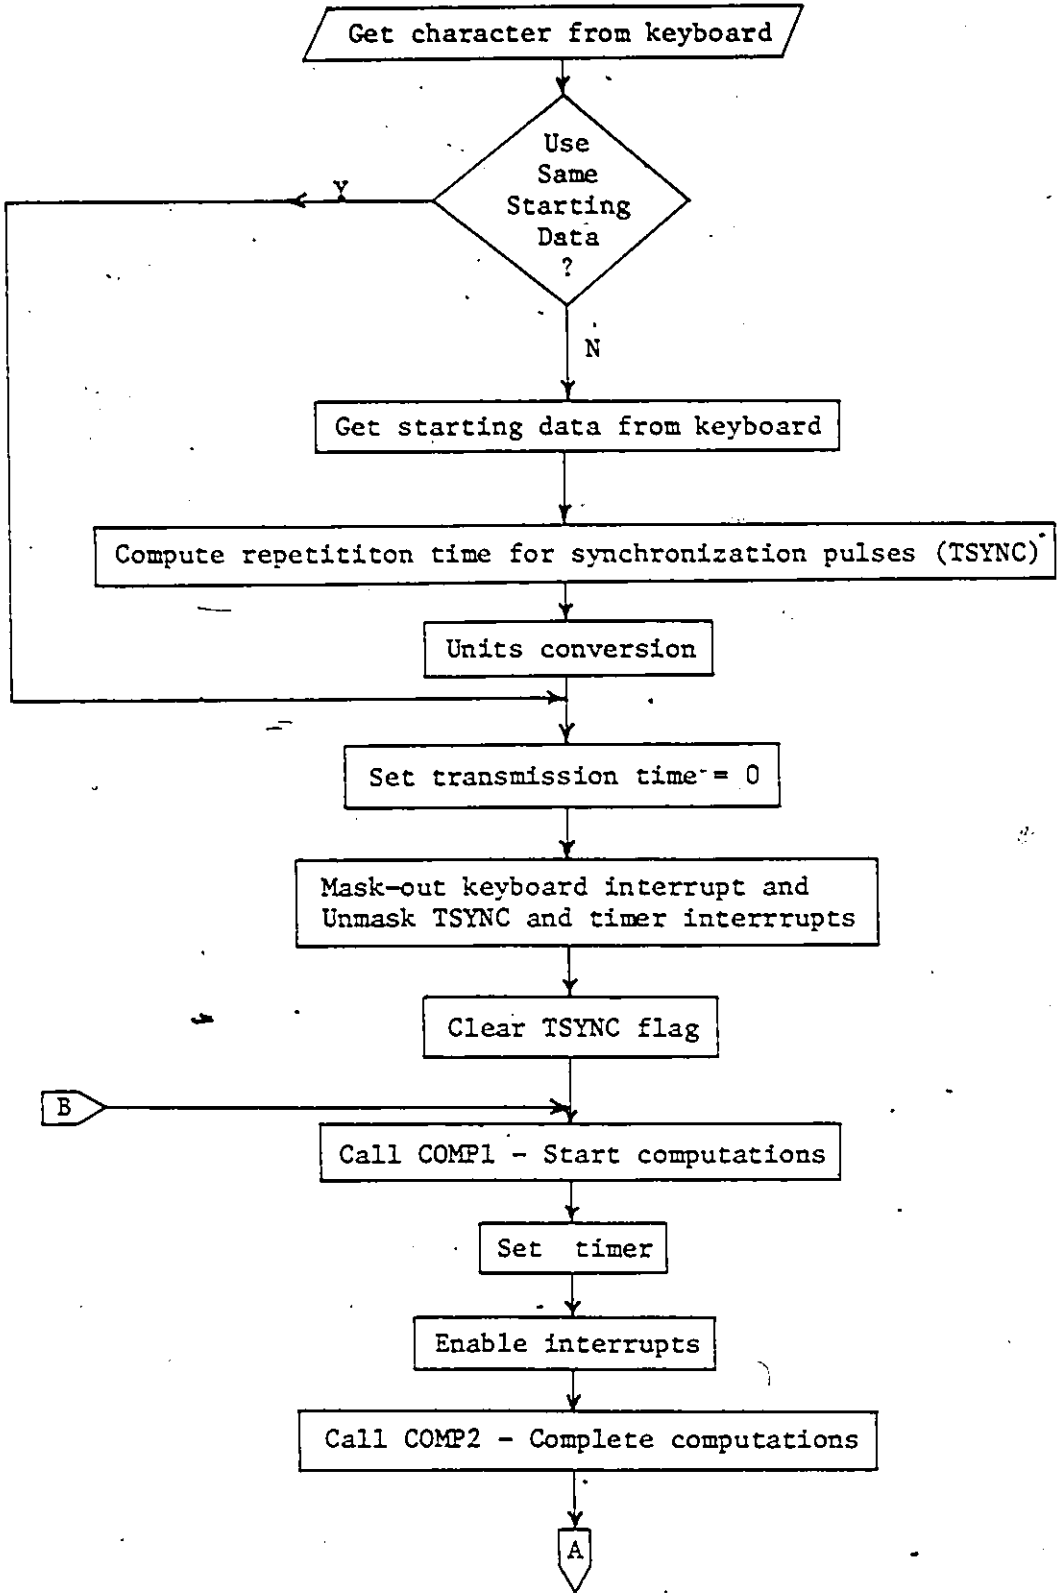 Get character from keyboard
Use
Same
Starting
Data
?
Y
N
Get starting data from keyboard
Compute repetititon time for synchronization pulses (TSYNC)
Units conversion
Set transmission time = 0
Mask-out keyboard interrupt and
Unmask TSYNC and timer interrrupts
Clear TSYNC flag
B
Call COMP1 - Start computations
Set timer
Enable interrupts
Call COMP2 - Complete computations
A